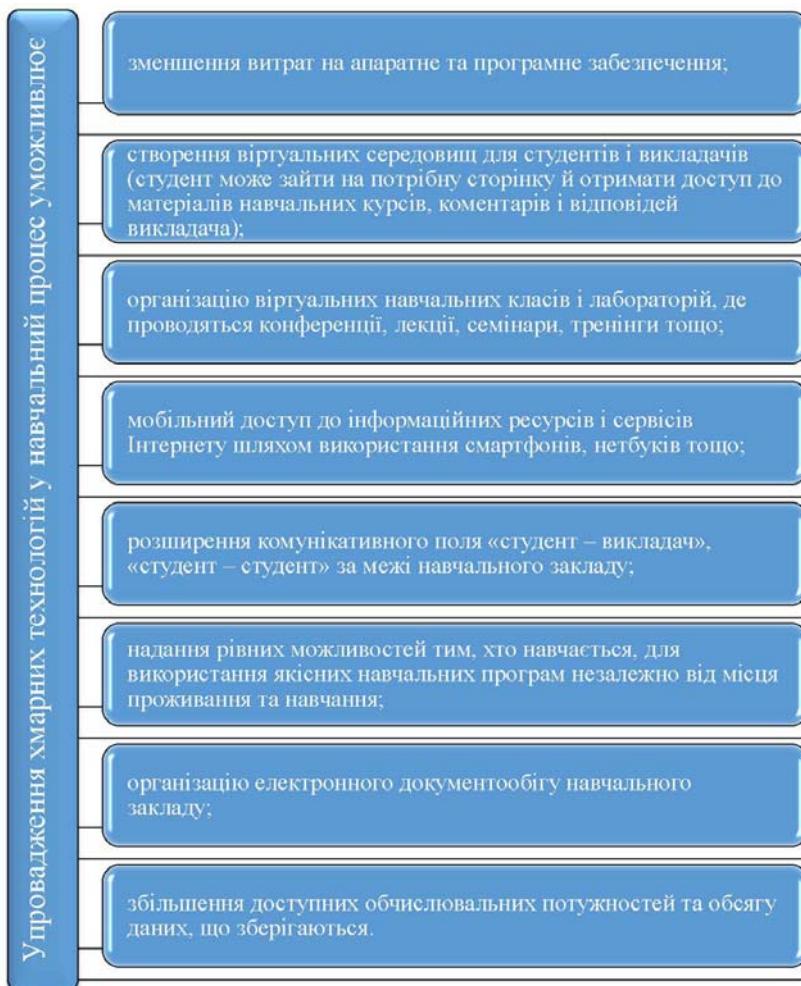 Упровадження хмарних технологій у навчальний процес уможливлює
зменшення витрат на апаратне та програмне забезпечення;
створення віртуальних середовищ для студентів і викладачів
(студент може зайти на потрібну сторінку й отримати доступ до
матеріалів навчальних курсів, коментарів і відповідей
викладача);
організацію віртуальних навчальних класів і лабораторій, де
проводяться конференції, лекції, семінари, тренінги тощо;
мобільний доступ до інформаційних ресурсів і сервісів
Інтернету шляхом використання смартфонів, нетбуків тощо;
розширення комунікативного поля «студент – викладач»,
«студент – студент» за межі навчального закладу;
надання рівних можливостей тим, хто навчається, для
використання якісних навчальних програм незалежно від місця
проживання та навчання;
організацію електронного документообігу навчального
закладу;
збільшення доступних обчислювальних потужностей та обсягу
даних, що зберігаються.